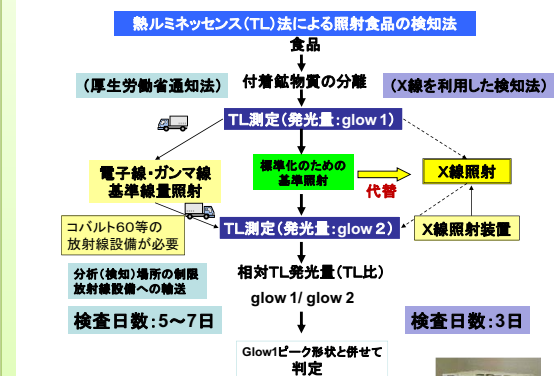 熱ルミネッセンス(TL)法による照射食品の検知法
食品
付着鉱物質の分離
(厚生労働省通知法)
(X線を利用した検知法)
TL測定(発光量:glow 1)
電子線・ガンマ線
基準線量照射
標準化のための
基準照射
代替
X線照射
コバルト60等の
放射線設備が必要
TL測定(発光量:glow 2)
X線照射装置
分析(検知)場所の制限
放射線設備への輸送
相対TL発光量(TL比)
glow 1/ glow 2
検査日数:5~7日
検査日数:3日
Glow1ピーク形状と併せて
判定